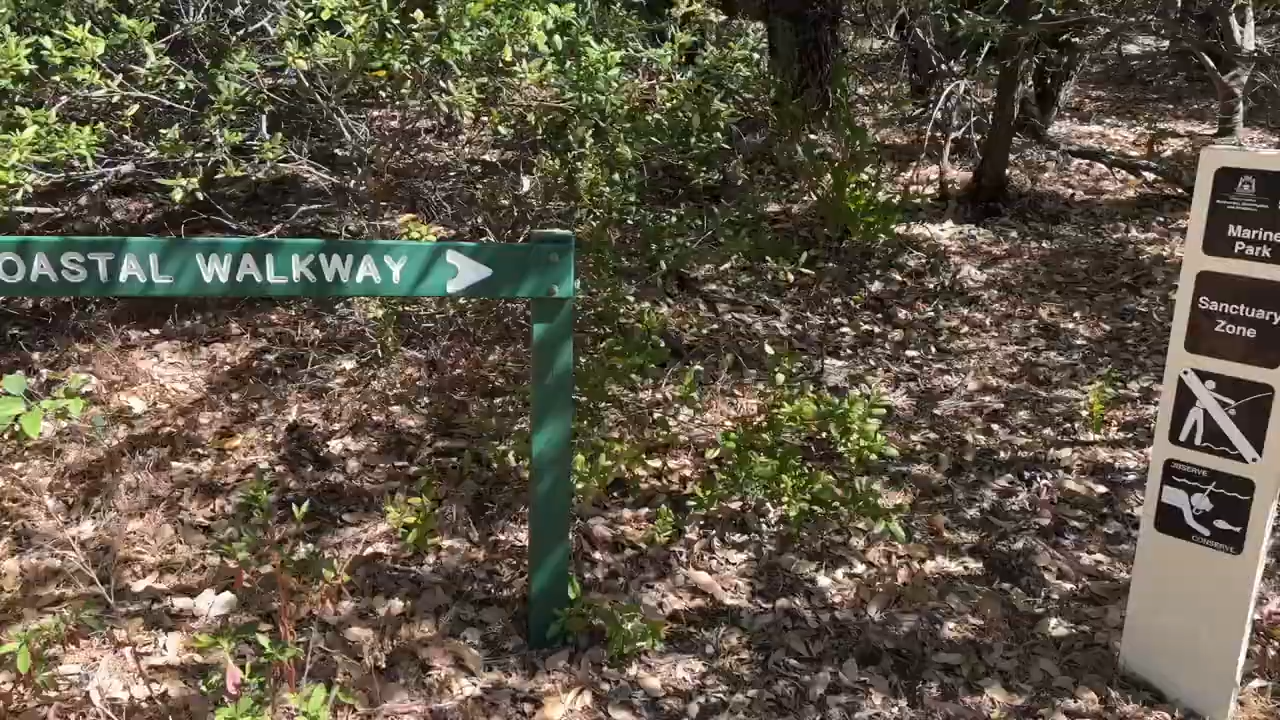 OASTAL WALKWAY
Marine
Park
Sanctuary
Zone
OBSERVE
CONSERVE